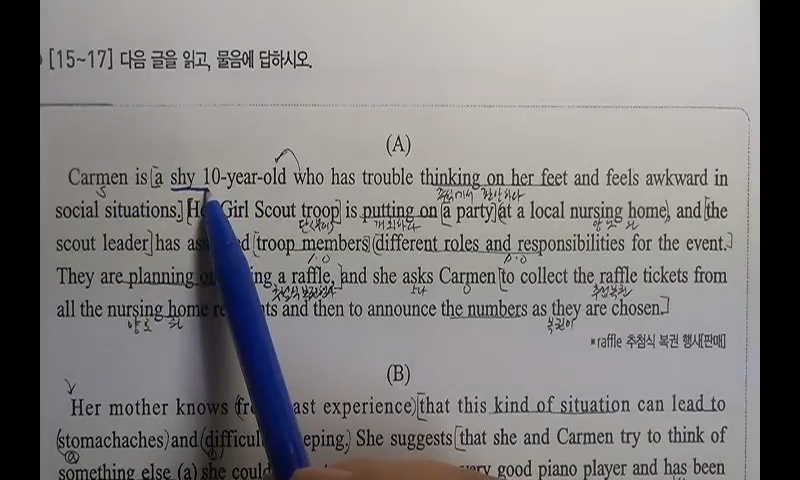 [15~17] 다음 글을 읽고, 물음에 답하시오.
(A)
Carmen is a shy 10-year-old who has trouble thinking on her feet and feels awkward in
social situations. Girl Scout troop is putting on a party at a local nursing home, and the
scout leader has troop members different roles and responsibilities for the event.
They are planning a raffle, and she asks Carmen to collect the raffle tickets from
all the nursing home and then to announce the numbers as they are chosen.
*raffle 추첨식 복권 행사[판매]
(B)
Her mother knows past experience that this kind of situation can lead to
stomachaches and sleeping. She suggests that she and Carmen try to think of
something else (a) she could very good piano player and has been